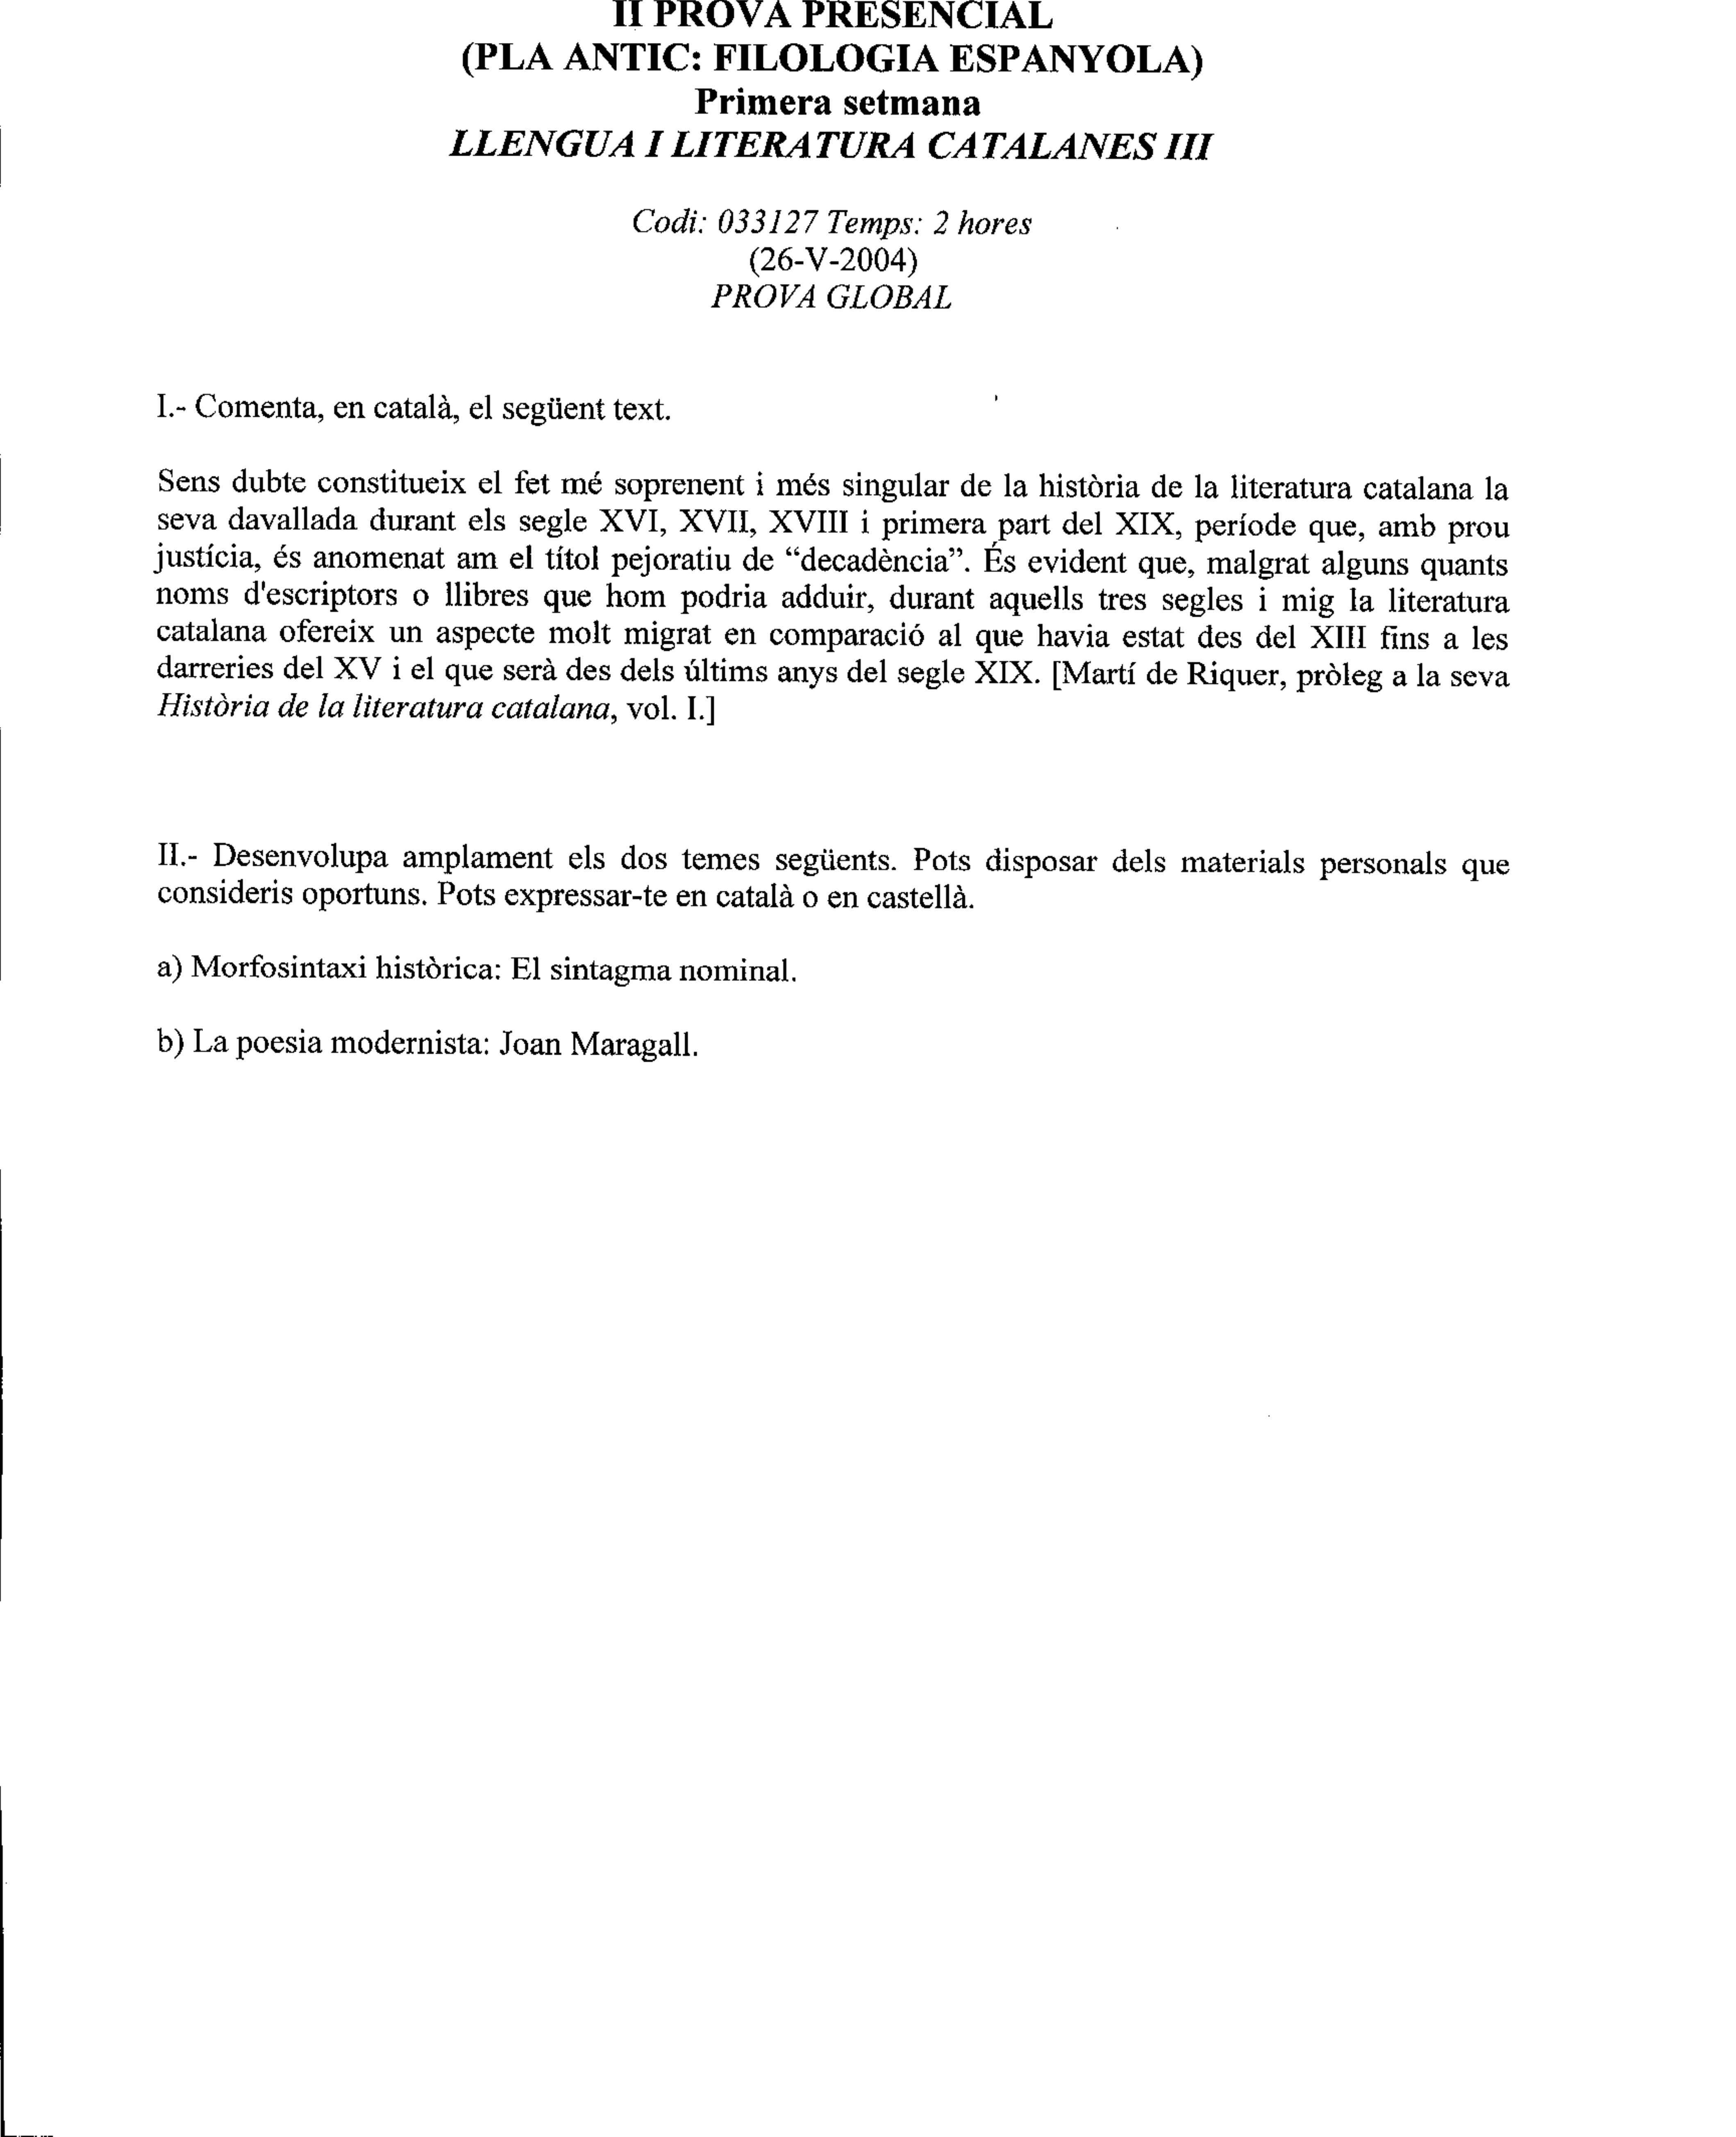 II PROVA PRESENCIAL
(PLA ANTIC: FILOLOGIA ESPANYOLA)
Primera setmana
LLENGUA I LITERATURA CATALANES III
Codi: 033127 Temps: 2 hores
(26-V-2004)
PROVA GLOBAL
I.- Comenta, en català, el següent text.
Sens dubte constitueix el fet mé soprenent i més singular de la història de la literatura catalana la
seva davallada durant els segle XVI, XVII, XVIII i primera part del XIX, període que, amb prou
justícia, és anomenat am el títol pejoratiu de “decadència”. És evident que, malgrat alguns quants
noms d'escriptors o llibres que hom podria adduir, durant aquells tres segles i mig la literatura
catalana ofereix un aspecte molt migrat en comparació al que havia estat des del XIII fins a les
darreries del XV i el que serà des dels últims anys del segle XIX. [Martí de Riquer, pròleg a la seva
Història de la literatura catalana, vol. I.]
II.- Desenvolupa amplament els dos temes següents. Pots disposar dels materials personals que
consideris oportuns. Pots expressar-te en català o en castellà.
a) Morfosintaxi històrica: El sintagma nominal.
b) La poesia modernista: Joan Maragall.